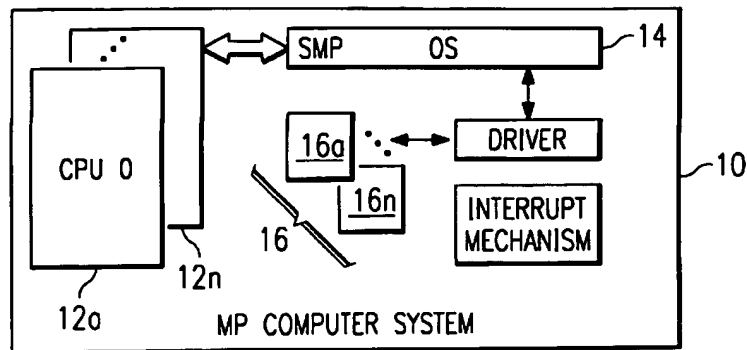 SMP OS
14
CPU 0
16a
16n
DRIVER
10
INTERRUPT
MECHANISM
16
12n
12a
MP COMPUTER SYSTEM